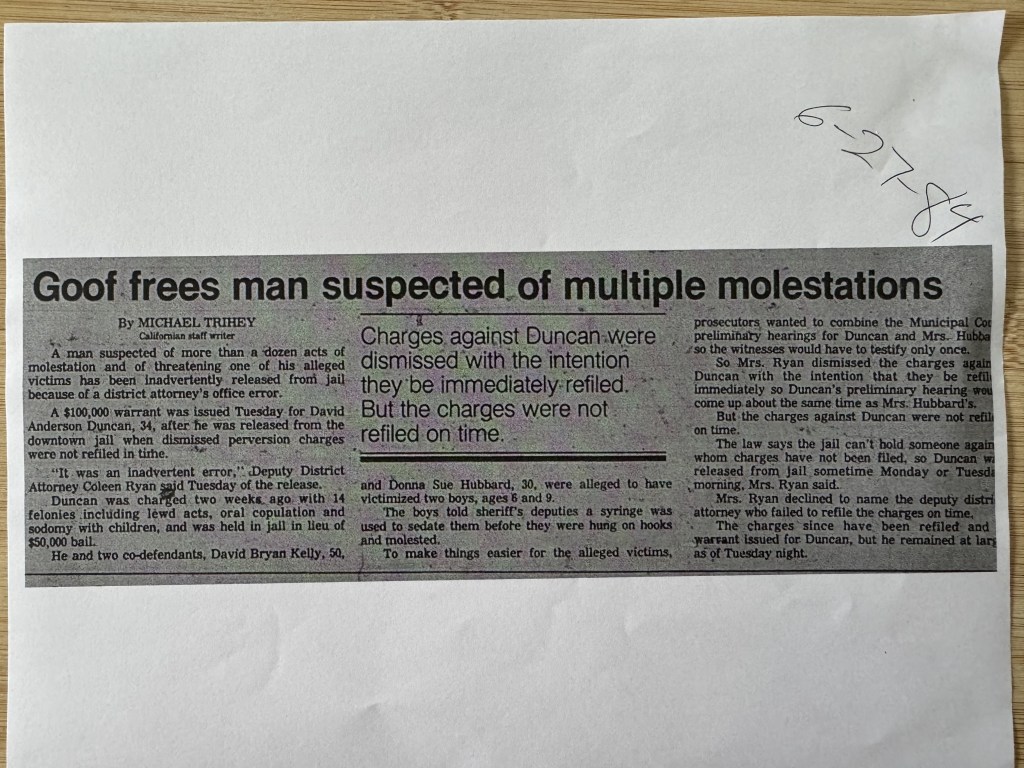 6-27-84
Goof frees man suspected of multiple molestations
By MICHAEL TRIHEY
Californian staff writer
A man suspected of more than a dozen acts of
molestation and of threatening one of his alleged
victims has been inadvertently released from jail
because of a district attorney's office error.
A $100,000 warrant was issued Tuesday for David
Anderson Duncan, 34, after he was released from the
downtown jail when dismissed perversion charges
were not refiled in time.
"It was an inadvertent error," Deputy District
Attorney Coleen Ryan said Tuesday of the release.
Duncan was charged two weeks ago with 14
felonies including lewd acts, oral copulation and
sodomy with children, and was held in jail in lieu of
$50,000 bail.
He and two co-defendants, David Bryan Kelly, 50,
Charges against Duncan were
dismissed with the intention
they be immediately refiled.
But the charges were not
refiled on time.
and Donna Sue Hubbard, 30, were alleged to have
victimized two boys, ages 6 and 9.
The boys told sheriff's deputies a syringe was
used to sedate them before they were hung on hooks
and molested.
To make things easier for the alleged victims,
prosecutors wanted to combine the Municipal Cou
preliminary hearings for Duncan and Mrs. Hubba
so the witnesses would have to testify only once.
So Mrs. Ryan dismissed the charges again
Duncan with the intention that they be refil
immediately so Duncan's preliminary hearing wou
come up about the same time as Mrs. Hubbard's.
But the charges against Duncan were not refil
on time.
The law says the jail can't hold someone again
whom charges have not been filed, so Duncan wa
released from jail sometime Monday or Tuesda
morning, Mrs. Ryan said.
Mrs. Ryan declined to name the deputy distri
attorney who failed to refile the charges on time.
The charges since have been refiled and
warrant issued for Duncan, but he remained at larg
as of Tuesday night.